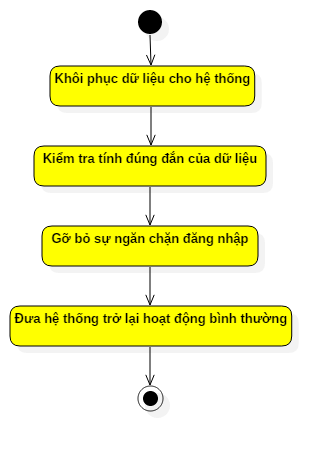 Khôi phục dữ liệu cho hệ thống
Kiểm tra tính đúng đắn của dữ liệu
Gỡ bỏ sự ngăn chặn đăng nhập
Đưa hệ thống trở lại hoạt động bình thường